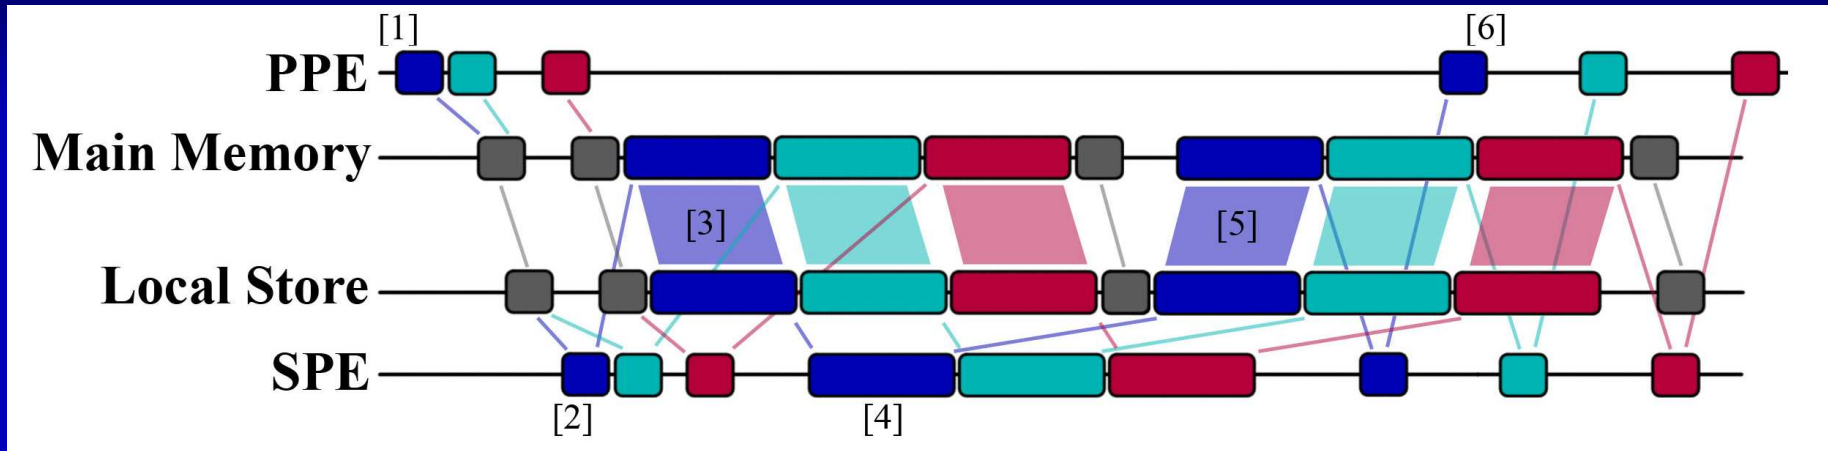 [1]
[6]
PPE
Main Memory
[3]
[5]
Local Store
SPE
[2]
[4]